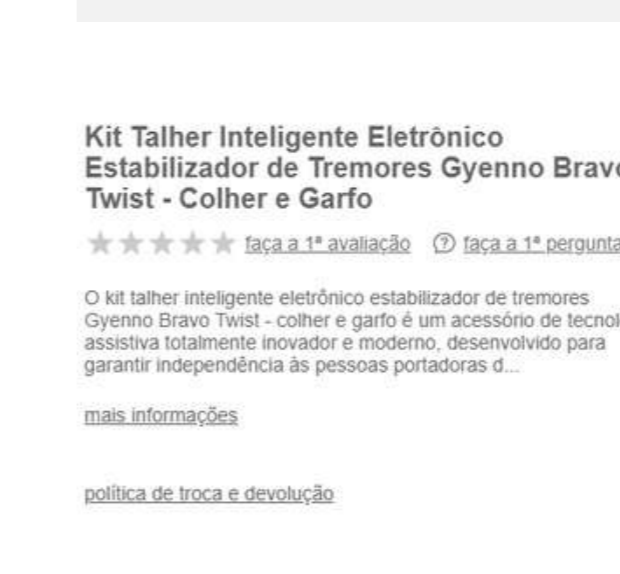 Kit Talher Inteligente Eletrônico
Estabilizador de Tremores Gyenno Bravo
Twist - Colher e Garfo
faça a 1ª avaliação faça a 1ª pergunta
O kit talher inteligente eletrônico estabilizador de tremores
Gyenno Bravo Twist - colher e garfo é um acessório de tecnol
assistiva totalmente inovador e moderno, desenvolvido para
garantir independência às pessoas portadoras d...
mais informações
política de troca e devolução